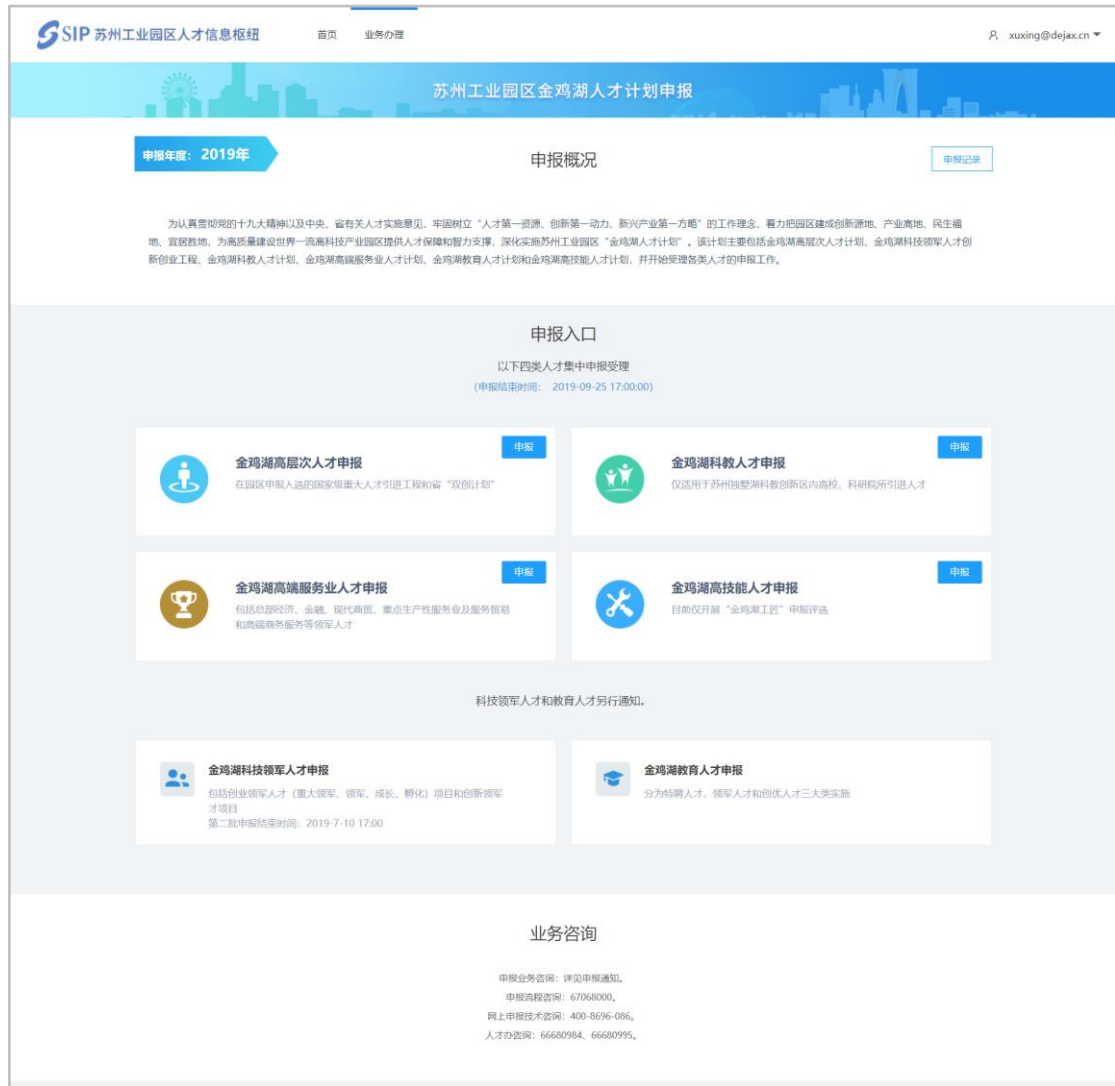 SIP 苏州工业园区人才信息枢纽
首页 业务办理
xuxing@dejax.cn
苏州工业园区金鸡湖人才计划申报
申报年度：2019年
申报概况
申报记录
为认真贯彻党的十九大精神以及中央、省有关人才实施意见，牢固树立“人才第一资源、创新第一动力、新兴产业第一方略”的工作理念，着力把园区建成创新源地、产业高地、民生福
地、宜居胜地，为高质量建设世界一流高科技产业园区提供人才保障和智力支撑，深化实施苏州工业园区“金鸡湖人才计划”。该计划主要包括金鸡湖高层次人才计划、金鸡湖科技领军人才创
新创业工程、金鸡湖科教人才计划、金鸡湖高端服务业人才计划、金鸡湖教育人才计划和金鸡湖高技能人才计划，并开始受理各类人才的申报工作。
申报入口
以下四类人才集中申报受理
(申报结束时间： 2019-09-25 17:00:00)
申报
金鸡湖高层次人才申报
在园区申报入选的国家级重大人才引进工程和省“双创计划”
申报
金鸡湖科教人才申报
仅适用于苏州独墅湖科教创新区内高校、科研院所引进人才
申报
金鸡湖高端服务业人才申报
包括总部经济、金融、现代商贸、重点生产性服务业及服务贸易
和高端商务服务等领军人才
申报
金鸡湖高技能人才申报
目前仅开展“金鸡湖工匠”申报评选
科技领军人才和教育人才另行通知。
金鸡湖科技领军人才申报
包括创业领军人才（重大领军、领军、成长、孵化）项目和创新领军
才项目
第二批申报结束时间：2019-7-10 17:00
金鸡湖教育人才申报
分为特聘人才、领军人才和创优人才三大类实施
业务咨询
申报业务咨询：详见申报通知。
申报流程咨询：67068000。
网上申报技术咨询：400-8696-086。
人才办咨询：66680984、66680995。